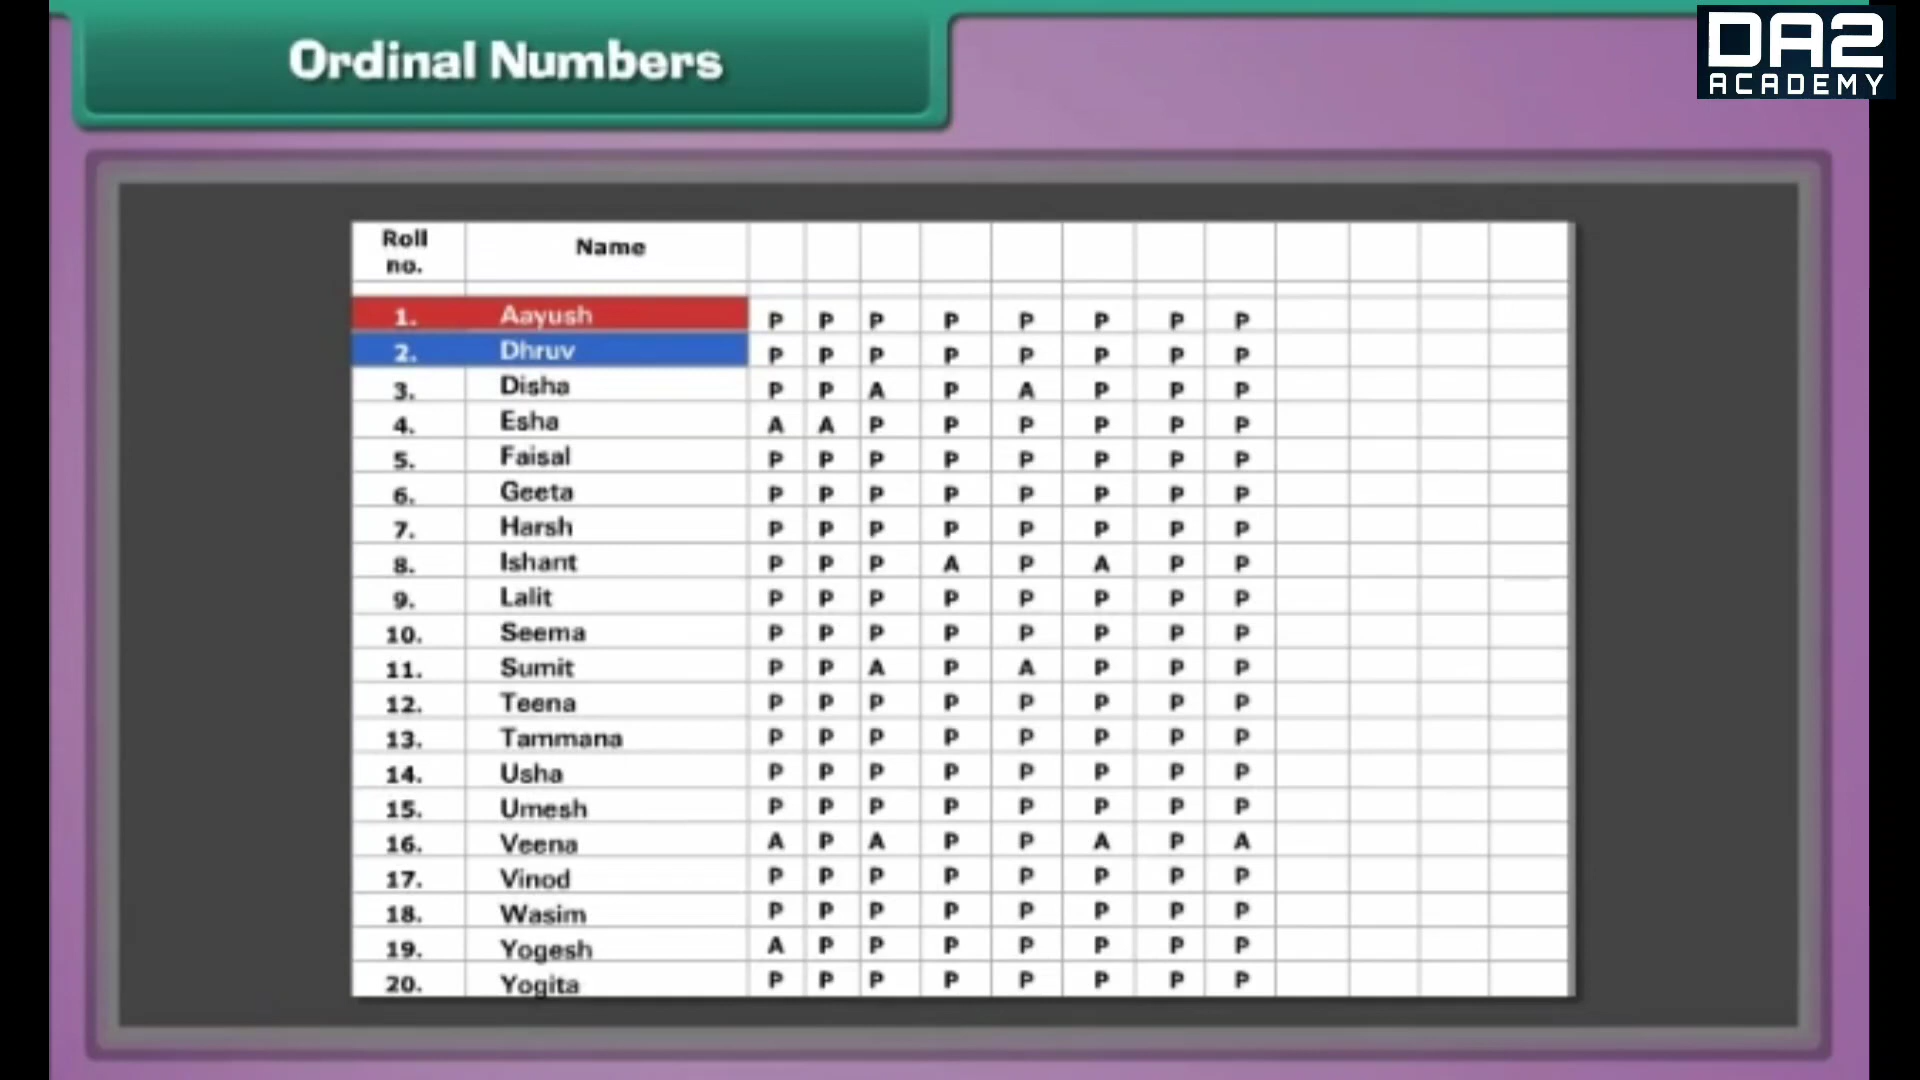 Ordinal Numbers
DA2
ACADEMY
Roll no. Name
1. Aayush P P P P P P P P
2. Dhruv P P P P P P P P
3. Disha P P A P A P P P
4. Esha A A P P P P P P
5. Faisal P P P P P P P P
6. Geeta P P P P P P P P
7. Harsh P P P P P P P P
8. Ishant P P P A P A P P
9. Lalit P P P P P P P P
10. Seema P P P P P P P P
11. Sumit P P A P A P P P
12. Teena P P P P P P P P
13. Tammana P P P P P P P P
14. Usha P P P P P P P P
15. Umesh P P P P P P P P
16. Veena A P A P P A P A
17. Vinod P P P P P P P P
18. Wasim P P P P P P P P
19. Yogesh A P P P P P P P
20. Yogita P P P P P P P P